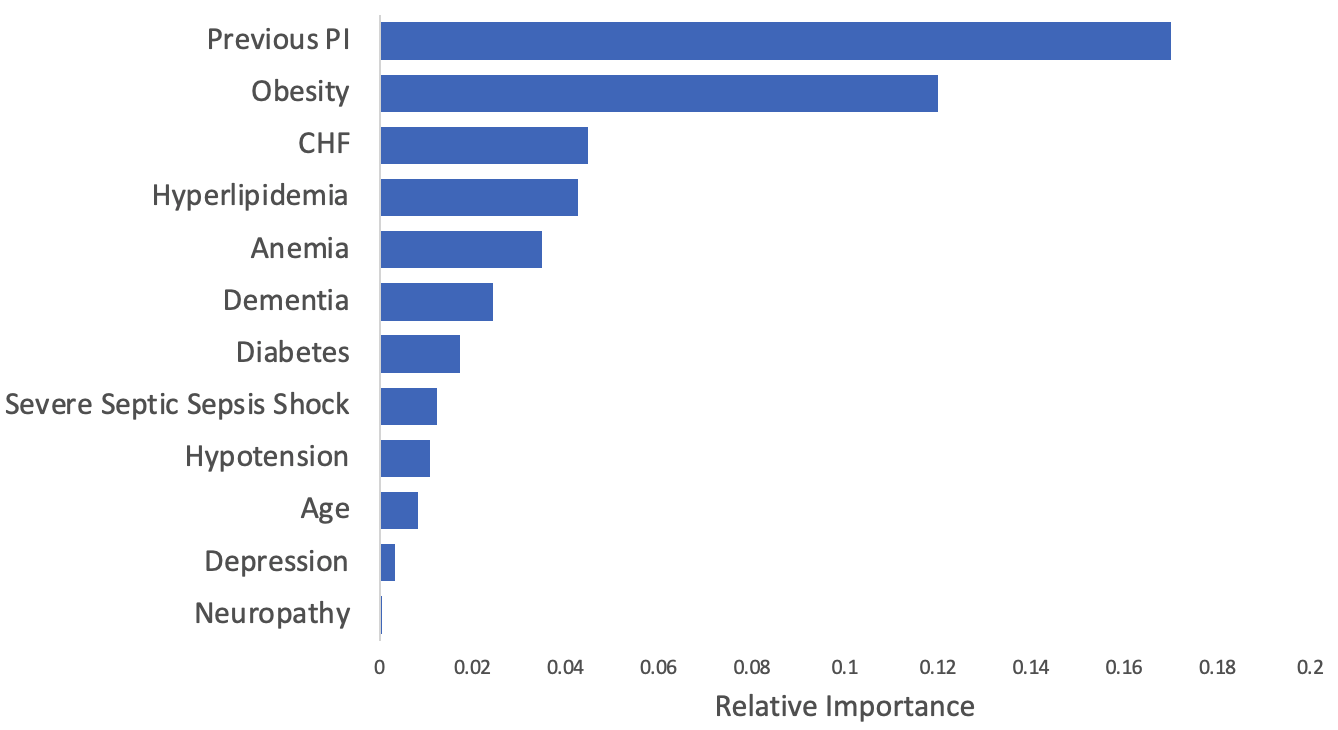 Previous PI
Obesity
CHF
Hyperlipidemia
Anemia
Dementia
Diabetes
Severe Septic Sepsis Shock
Hypotension
Age
Depression
Neuropathy
0 0.02 0.04 0.06 0.08 0.1 0.12 0.14 0.16 0.18 0.2
Relative Importance